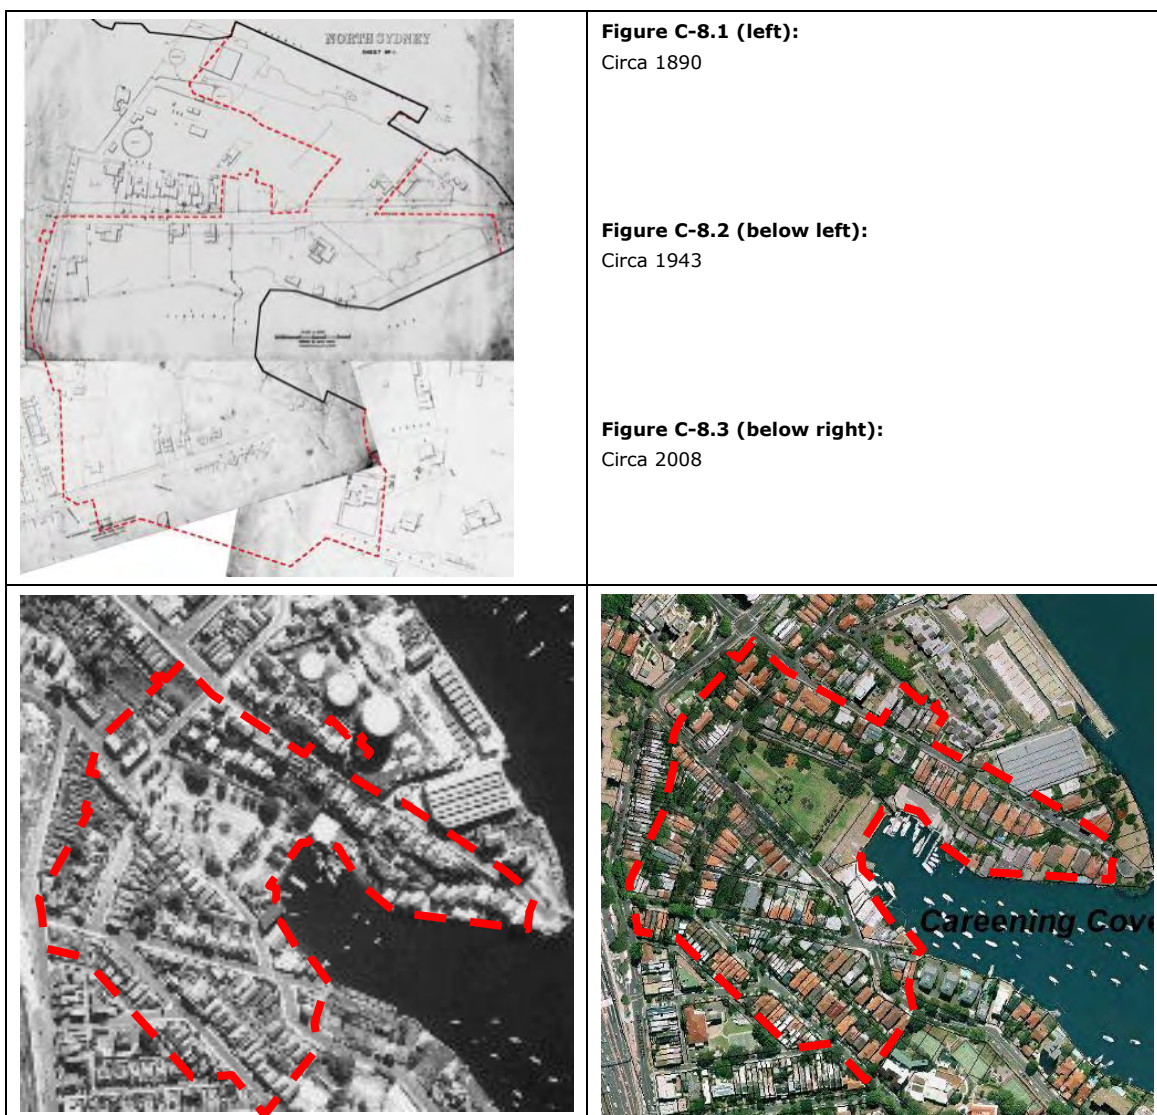 NORTH SYDNEY
Figure C-8.1 (left):
Circa 1890
Figure C-8.2 (below left):
Circa 1943
Figure C-8.3 (below right):
Circa 2008
Careening Cove